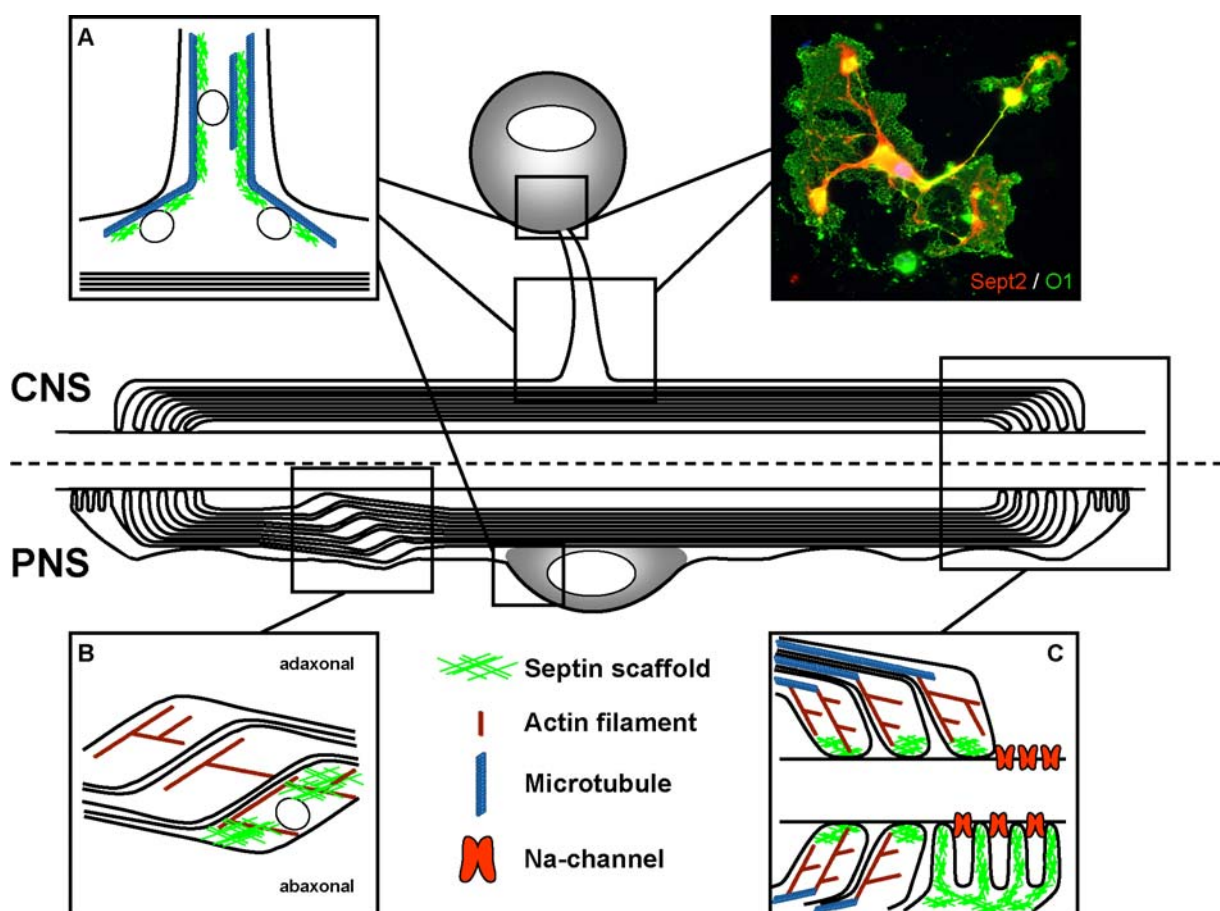 A
Sept2 / O1
CNS
PNS
B
adaxonal
abaxonal
Septin scaffold
Actin filament
Microtubule
Na-channel
C